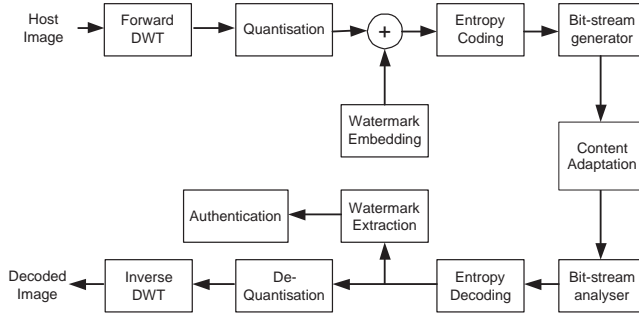 Host
Image
Forward
DWT
Quantisation
+
Entropy
Coding
Bit-stream
generator
Watermark
Embedding
Content
Adaptation
Authentication
Watermark
Extraction
Decoded
Image
Inverse
DWT
De-
Quantisation
Entropy
Decoding
Bit-stream
analyser